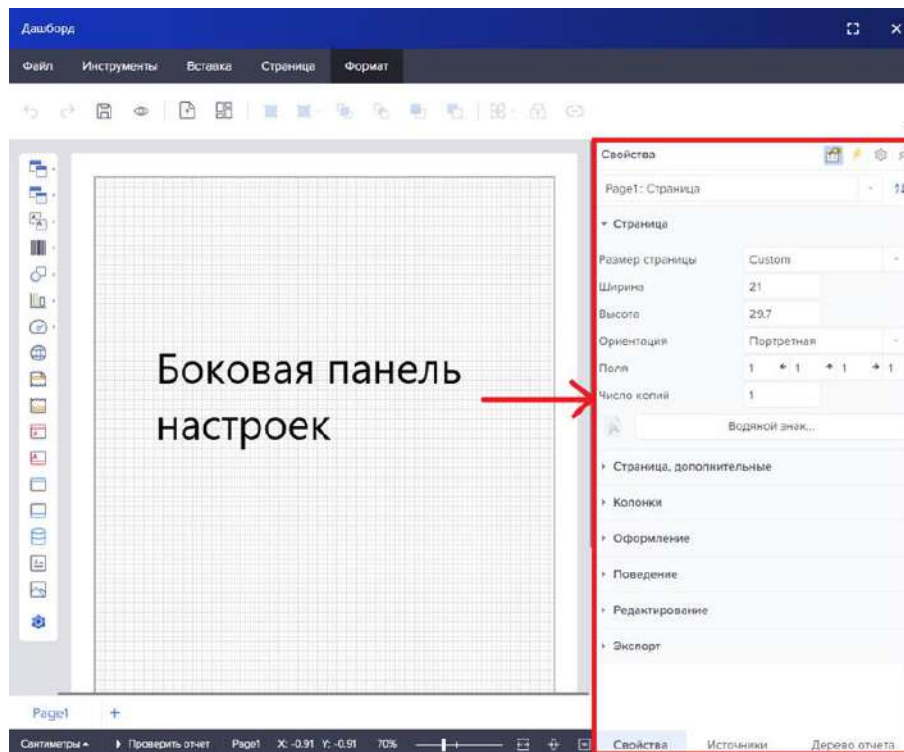 Дашборд
Файл Инструменты Вставка Страница Формат
Свойства
Page1: Страница
Страница
Размер страницы Custom
Ширина 21
Высота 29.7
Ориентация Портретная
Поля 1 1 1 1
Число копий 1
Водяной знак...
Страница, дополнительные
Колонки
Оформление
Поведение
Редактирование
Экспорт
Боковая панель
настроек
Page1 +
Сантиметры Проверить отчет Page1 X: -0.91 Y: -0.91 70%
Свойства Источники Дерево отчета